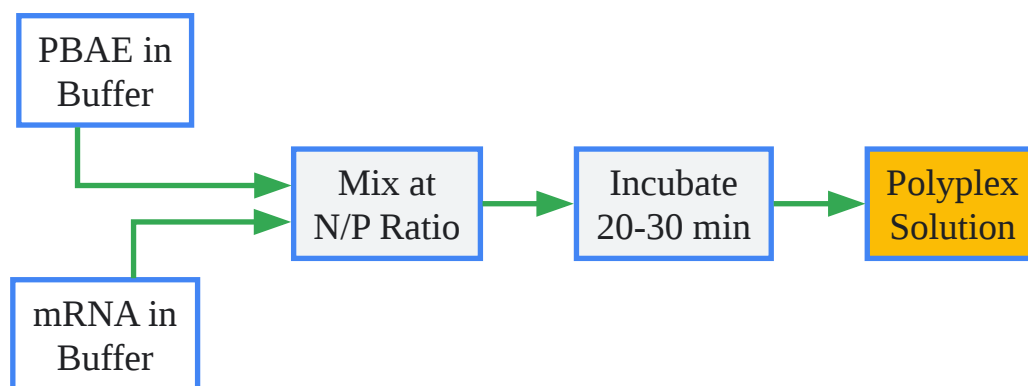 PBAE in
Buffer
mRNA in
Buffer
Mix at
N/P Ratio
Incubate
20-30 min
Polyplex
Solution